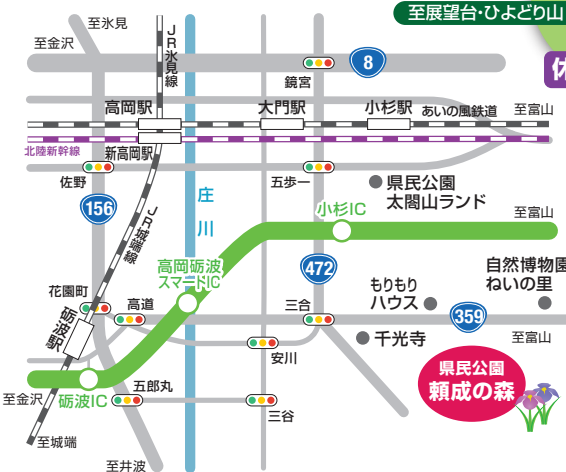 至展望台・ひよどり山
至氷見
至金沢
JR氷見線
8
鏡宮
高岡駅
大門駅
小杉駅
あいの風鉄道
至富山
北陸新幹線
新高岡駅
佐野
五歩一
県民公園
太閤山ランド
156
庄川
小杉IC
至富山
JR城端線
高岡砺波
スマートIC
472
自然博物園
ねいの里
花園町
高道
三合
もりもり
ハウス
359
砺波駅
千光寺
至富山
安川
県民公園
頼成の森
至金沢
砺波IC
五郎丸
三谷
至城端
至井波